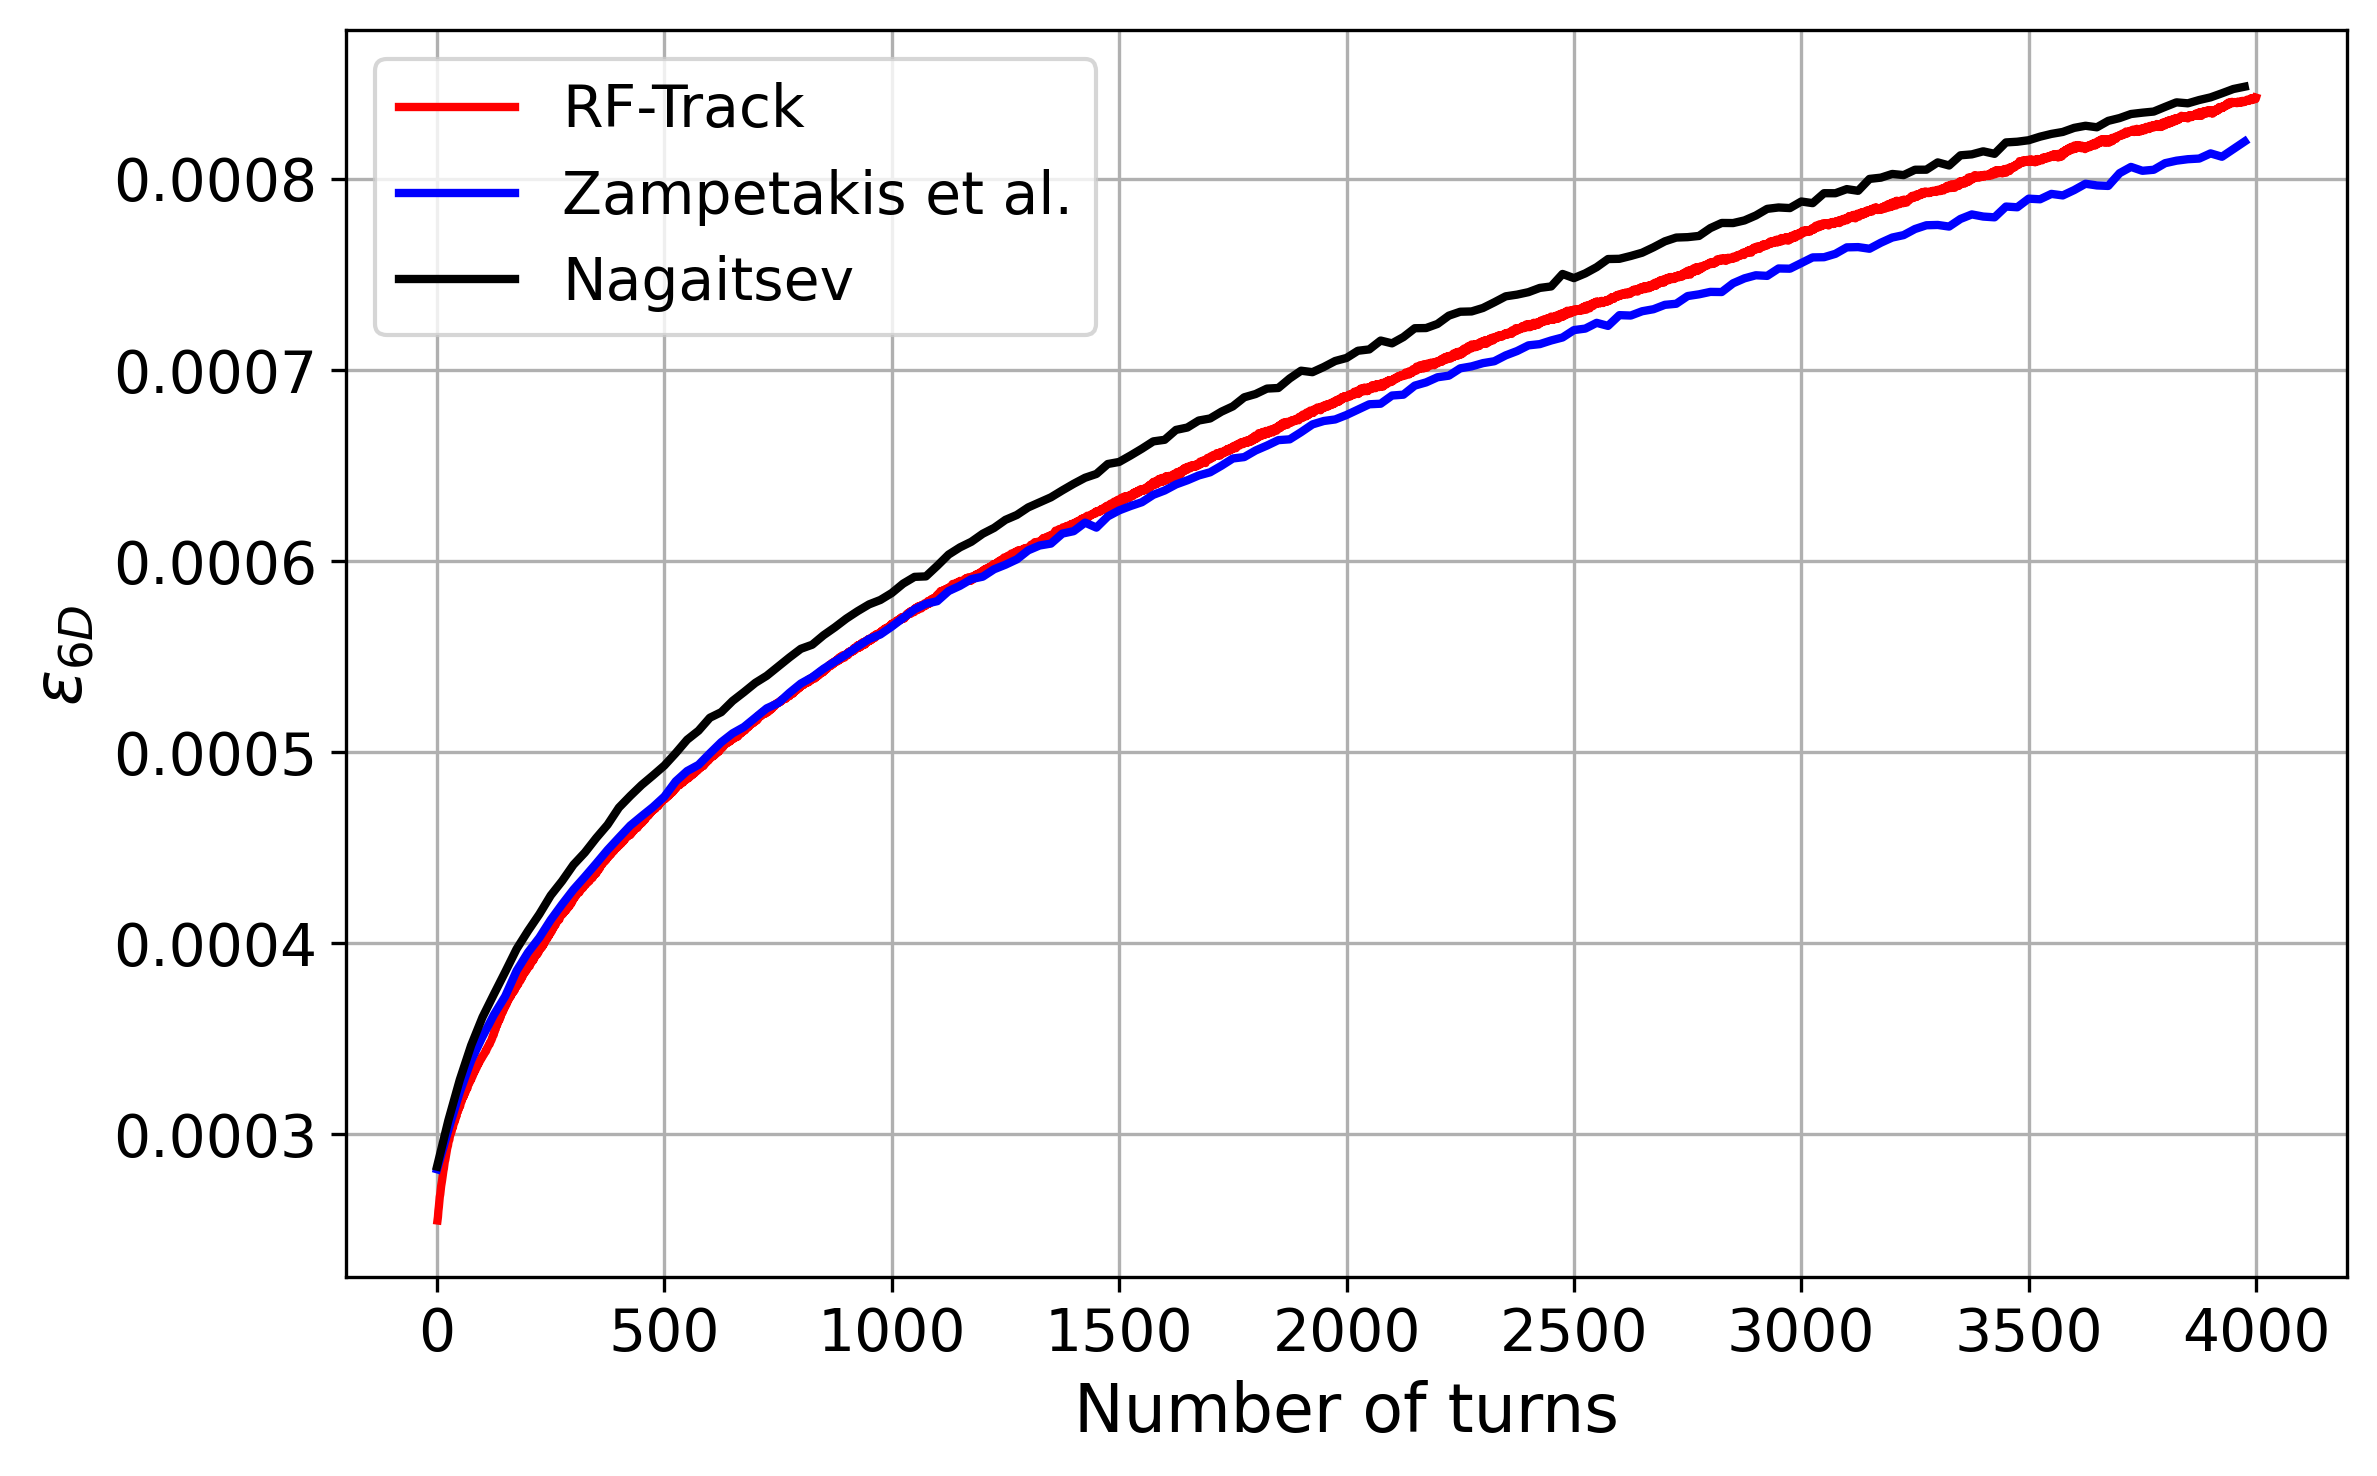 RF-Track
Zampetakis et al.
Nagaitsev
0.0008
0.0007
0.0006
0.0005
0.0004
0.0003
ε6D
0 500 1000 1500 2000 2500 3000 3500 4000
Number of turns